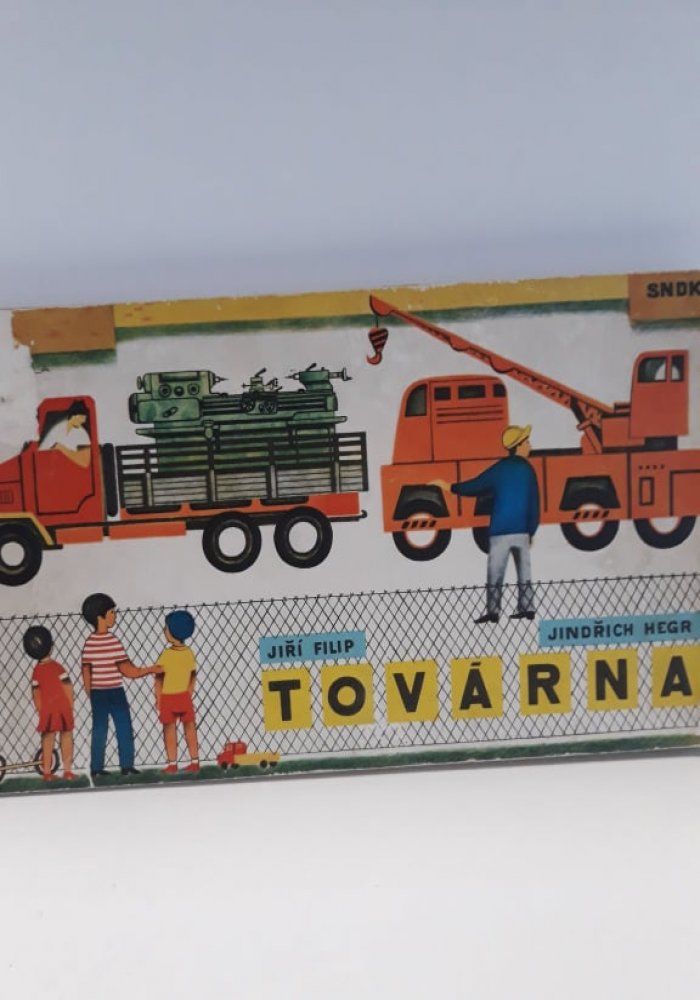 SNDK
JIŘÍ FILIP
JINDŘICH HEGR
TOVÁRNA